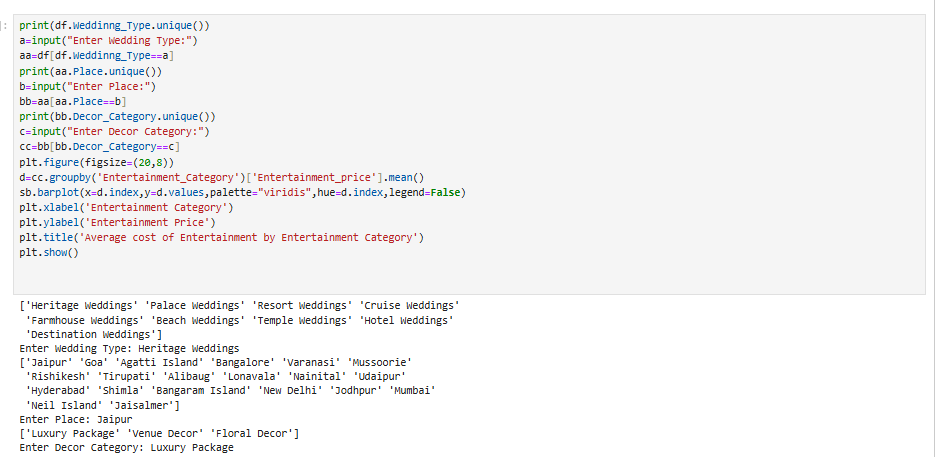 ]:
print(df.Weddinng_Type.unique())
a=input("Enter Wedding Type:")
aa=df[df.Weddinng_Type==a]
print(aa.Place.unique())
b=input("Enter Place:")
bb=aa[aa.Place==b]
print(bb.Decor_Category.unique())
c=input("Enter Decor Category:")
cc=bb[bb.Decor_Category==c]
plt.figure(figsize=(20,8))
d=cc.groupby('Entertainment_Category')['Entertainment_price'].mean()
sb.barplot(x=d.index,y=d.values,palette="viridis",hue=d.index,legend=False)
plt.xlabel('Entertainment Category')
plt.ylabel('Entertainment Price')
plt.title('Average cost of Entertainment by Entertainment Category')
plt.show()
['Heritage Weddings' 'Palace Weddings' 'Resort Weddings' 'Cruise Weddings'
 'Farmhouse Weddings' 'Beach Weddings' 'Temple Weddings' 'Hotel Weddings'
 'Destination Weddings']
Enter Wedding Type: Heritage Weddings
['Jaipur' 'Goa' 'Agatti Island' 'Bangalore' 'Varanasi' 'Mussoorie'
 'Rishikesh' 'Tirupati' 'Alibaug' 'Lonavala' 'Nainital' 'Udaipur'
 'Hyderabad' 'Shimla' 'Bangaram Island' 'New Delhi' 'Jodhpur' 'Mumbai'
 'Neil Island' 'Jaisalmer']
Enter Place: Jaipur
['Luxury Package' 'Venue Decor' 'Floral Decor']
Enter Decor Category: Luxury Package